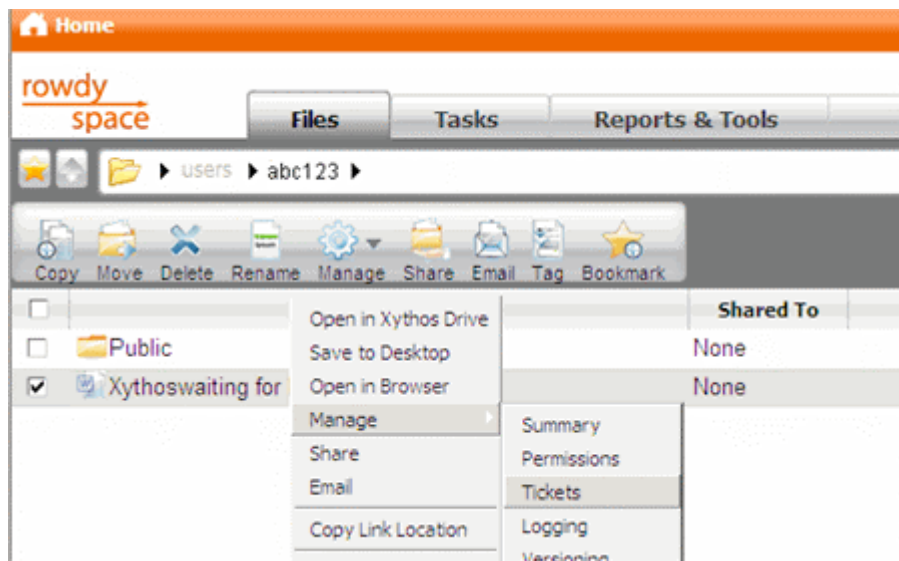 Home
rowdy
space
Files Tasks Reports & Tools
users abc123
Copy Move Delete Rename Manage Share Email Tag Bookmark
Shared To
Public None
Xythoswaiting for None
Open in Xythos Drive
Save to Desktop
Open in Browser
Manage
Share
Email
Copy Link Location
Summary
Permissions
Tickets
Logging
Versioning